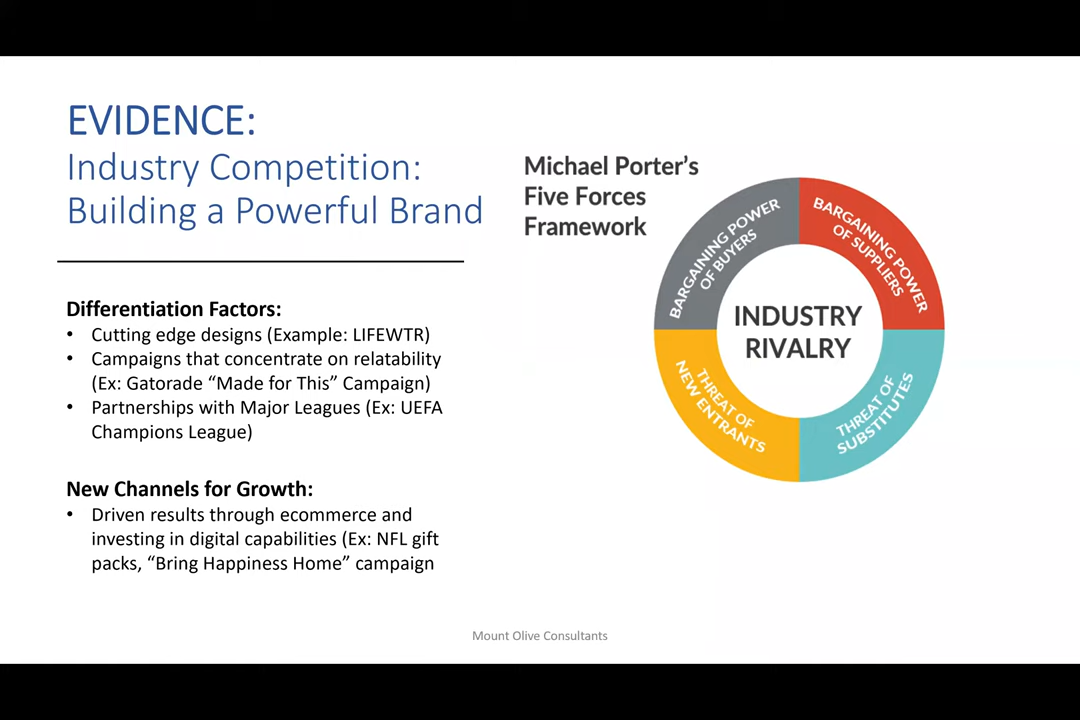 EVIDENCE:
Industry Competition:
Building a Powerful Brand
Differentiation Factors:
• Cutting edge designs (Example: LIFEWTR)
• Campaigns that concentrate on relatability
(Ex: Gatorade “Made for This” Campaign)
• Partnerships with Major Leagues (Ex: UEFA
Champions League)
New Channels for Growth:
• Driven results through ecommerce and
investing in digital capabilities (Ex: NFL gift
packs, “Bring Happiness Home” campaign
Michael Porter’s
Five Forces
Framework
BARGAINING POWER
OF BUYERS
BARGAINING POWER
OF SUPPLIERS
INDUSTRY
RIVALRY
THREAT OF
NEW ENTRANTS
THREAT OF
SUBSTITUTES
Mount Olive Consultants